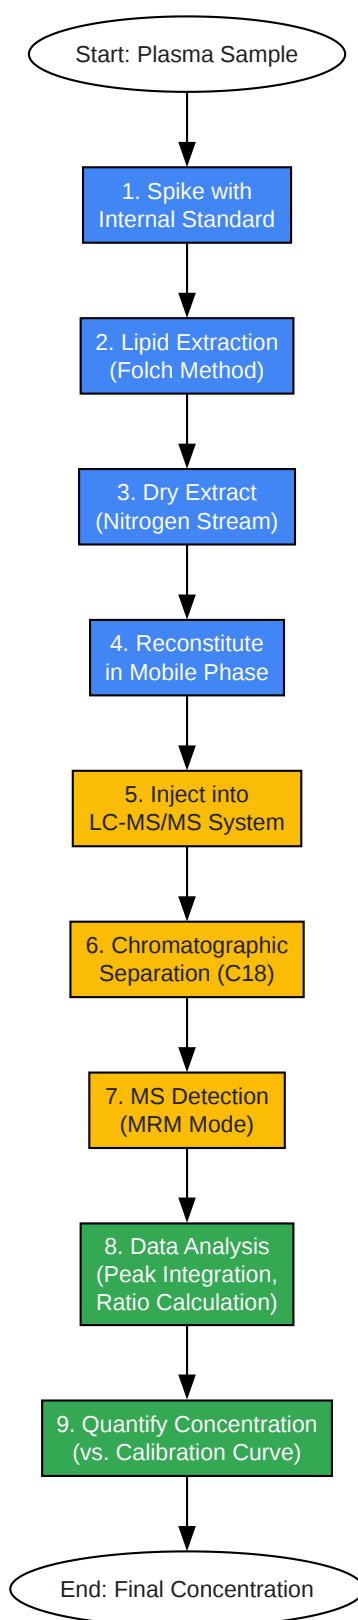 Start: Plasma Sample
1. Spike with
Internal Standard
2. Lipid Extraction
(Folch Method)
3. Dry Extract
(Nitrogen Stream)
4. Reconstitute
in Mobile Phase
5. Inject into
LC-MS/MS System
6. Chromatographic
Separation (C18)
7. MS Detection
(MRM Mode)
8. Data Analysis
(Peak Integration,
Ratio Calculation)
9. Quantify Concentration
(vs. Calibration Curve)
End: Final Concentration